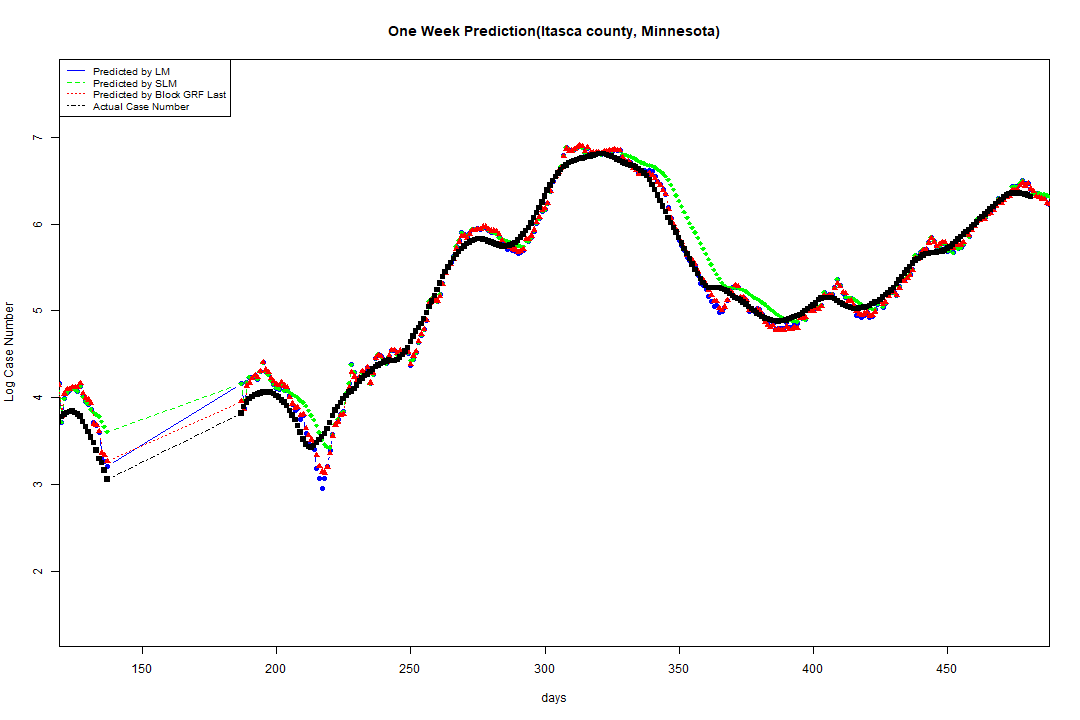 One Week Prediction(Itasca county, Minnesota)
Predicted by LM
Predicted by SLM
Predicted by Block GRF Last
Actual Case Number
Log Case Number
7
6
5
4
3
2
150 200 250 300 350 400 450
days